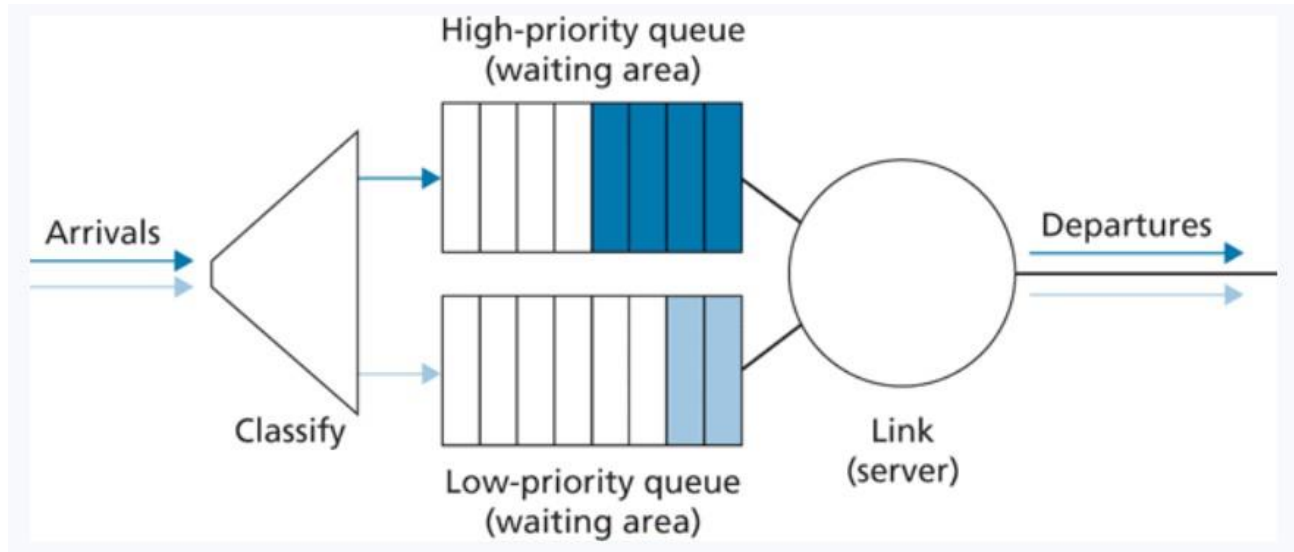 High-priority queue
(waiting area)
Arrivals
Departures
Classify
Link
(server)
Low-priority queue
(waiting area)